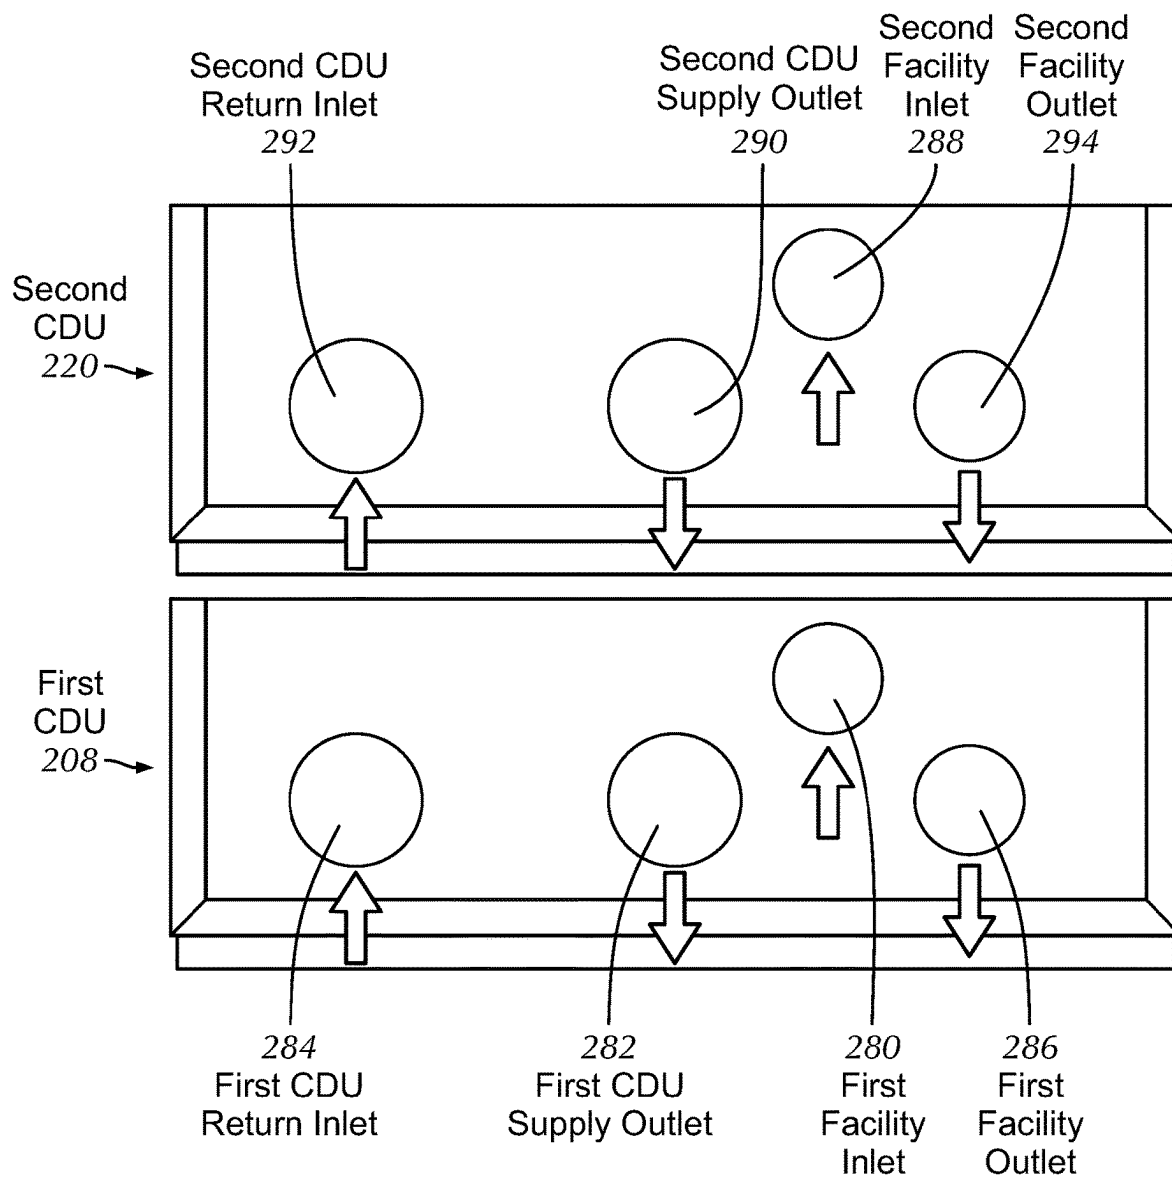 Second CDU
Return Inlet
292
Second CDU
Supply Outlet
290
Second
Facility
Inlet
288
Second
Facility
Outlet
294
Second
CDU
220
First
CDU
208
284
First CDU
Return Inlet
282
First CDU
Supply Outlet
280
First
Facility
Inlet
286
First
Facility
Outlet